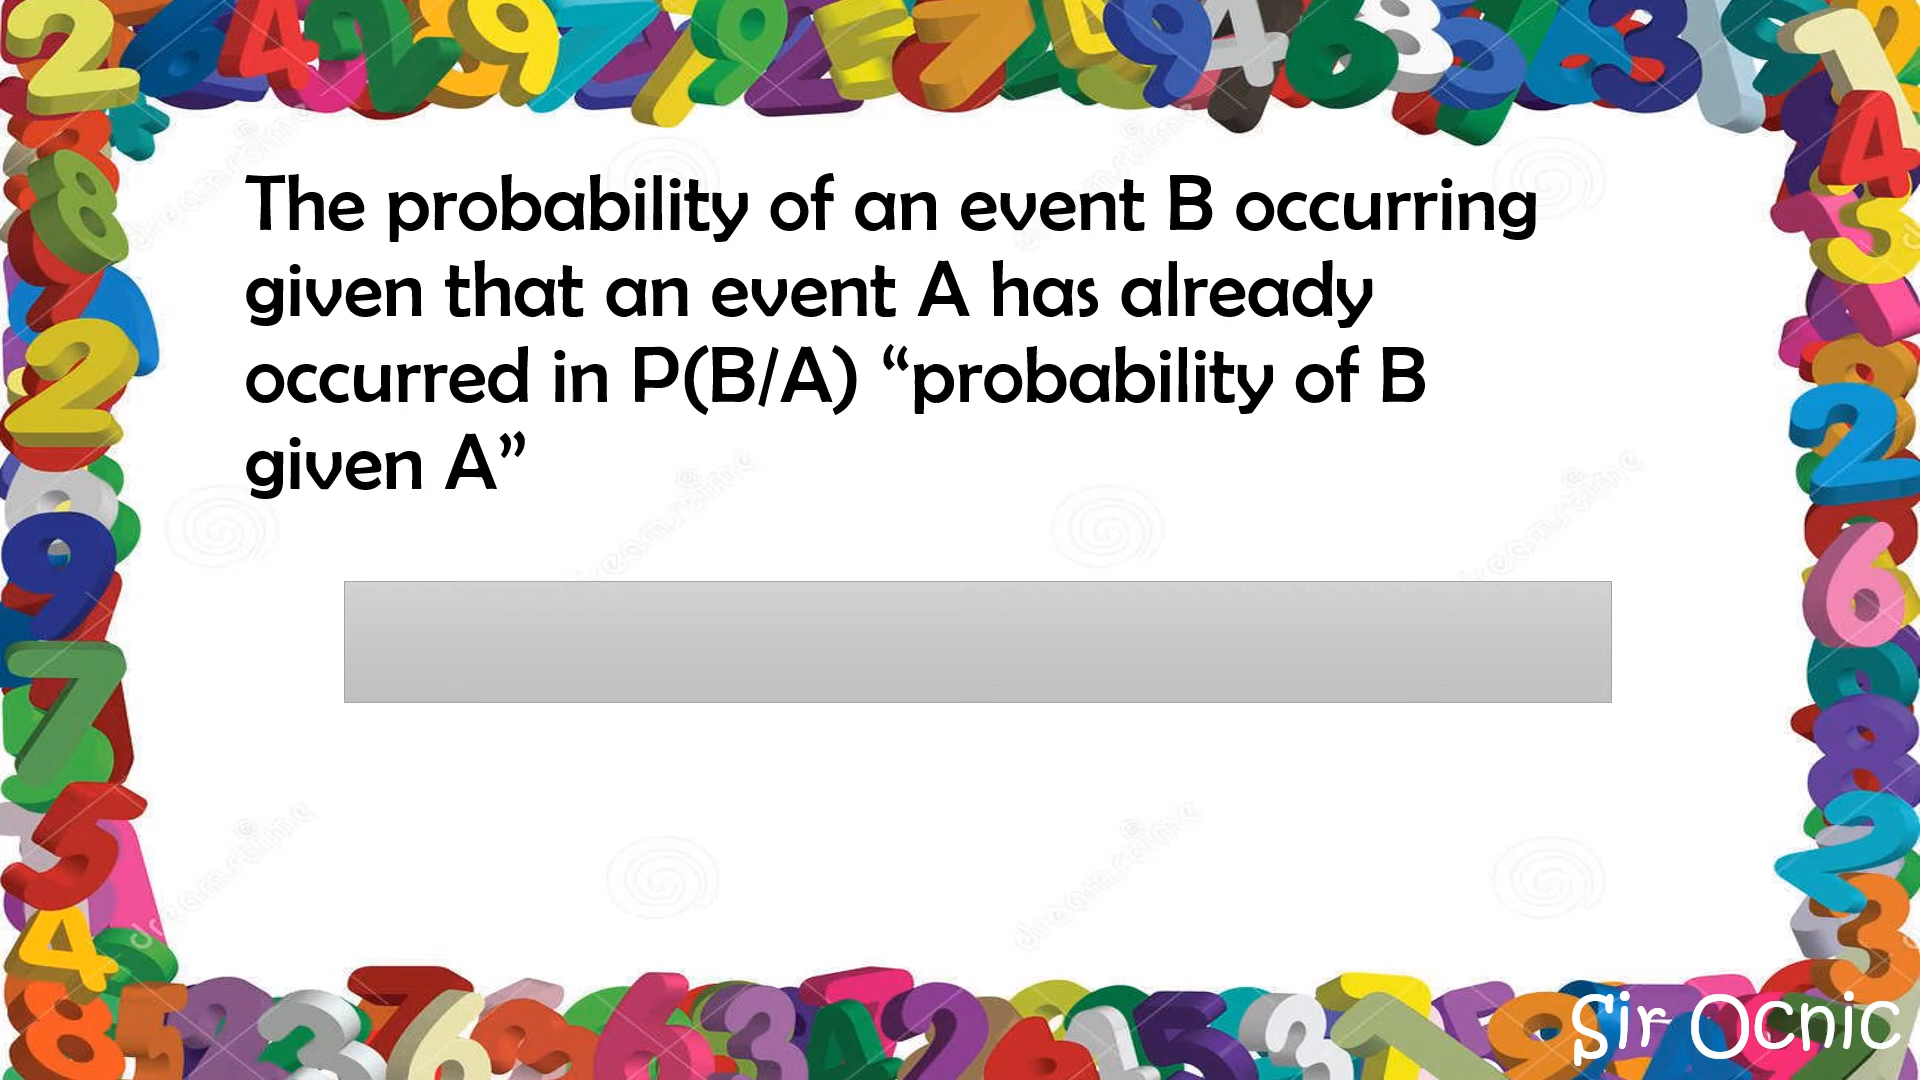 The probability of an event B occurring
given that an event A has already
occurred in P(B/A) “probability of B
given A”
Sir Ocnic